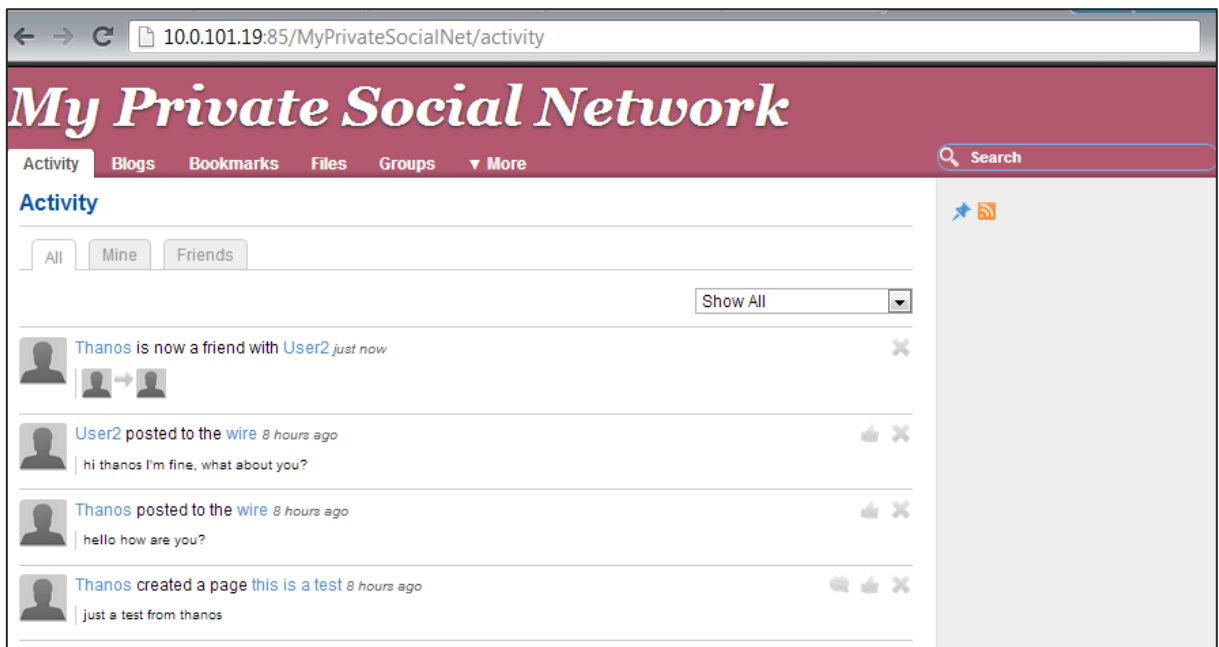 10.0.101.19:85/MyPrivateSocialNet/activity
My Private Social Network
Activity Blogs Bookmarks Files Groups ▼ More Search
Activity
All Mine Friends
Show All
Thanos is now a friend with User2 just now
User2 posted to the wire 8 hours ago
hi thanos I'm fine, what about you?
Thanos posted to the wire 8 hours ago
hello how are you?
Thanos created a page this is a test 8 hours ago
just a test from thanos